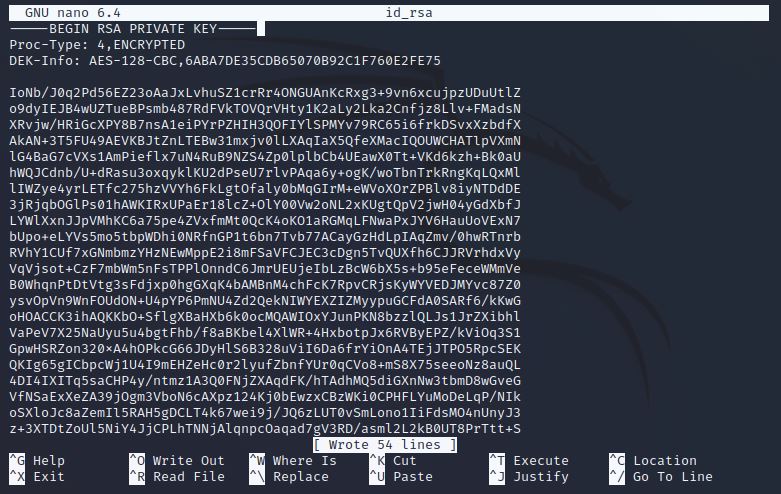 GNU nano 6.4 id_rsa
-----BEGIN RSA PRIVATE KEY-----
Proc-Type: 4,ENCRYPTED
DEK-Info: AES-128-CBC,6ABA7DE35CDB65070B92C1F760E2FE75
IoNb/J0q2Pd56EZ23oAaJxLvhuSZ1crRr4ONGUAnKcRxg3+9vn6xcujpzUDuUtlZ
o9dyIEJB4wUZTueBPsmb487RdFVkTOVQrVHty1K2aLy2Lka2Cnfjz8Llv+FMadsN
XRvjw/HRiGcXPY8B7nsA1eiPYrPZHIH3QOFIYlSPMYv79RC65i6frkDSvxXzbdfX
AkAN+3T5FU49AEVKBJtZnLTEBw31mxjv0lLXAqIaX5QfeXMacIQOUWCHATlpVXmN
lG4BaG7cVXs1AmPieflx7uN4RuB9NZS4Zp0lplbCb4UEawX0Tt+VKd6kzh+Bk0aU
hWQJCdnb/U+dRasu3oxqyklKU2dPseU7rlvPAqa6y+ogK/woTbnTrkRngKqLQxMl
lIWZye4yrLETfc275hzVVYh6FkLgtOfaly0bMqGIrM+eWVoXOrZPBlv8iyNTDdDE
3jRjqbOGlPs01hAWKIRxUPaEr18lcZ+OlY00Vw2oNL2xKUgtQpV2jwH04yGdXbfJ
LYWlXxnJJpVMhKC6a75pe4ZVxfmMt0QcK4oKO1aRGMqLFNwaPxJYV6HauUoVExN7
bUpo+eLYVs5mo5tbpWDhi0NRfnGP1t6bn7Tvb77ACayGzHdLpIAqZmv/0hwRTnrb
RVhY1CUf7xGNmbmzYHzNEwMppE2i8mFSaVFCJEC3cDgn5TvQUXfh6CJJRVrhdxVy
VqVjsot+CzF7mbWm5nFsTPPlOnndC6JmrUEUjeIbLzBcW6bX5s+b95eFeceWMmVe
B0WhqnPtDtVtg3sFdjxp0hgGXqK4bAMBnM4chFcK7RpvCRjsKyWYVEDJMYvc87Z0
ysvOpVn9WnFOUdON+U4pYP6PmNU4Zd2QekNIWYEXZIZMyypuGCFdA0SARf6/kKwG
oHOACCK3ihAQKKbO+SflgXBaHXb6k0ocMQAWIOxYJunPKN8bzzlQLJs1JrZXibhl
VaPeV7X25NaUyu5u4bgtFhb/f8aBKbel4XlWR+4HxbotpJx6RVByEPZ/kViOq3S1
GpwHSRZon320×A4hOPkcG66JDyHlS6B328uViI6Da6frYiOnA4TEjJTPO5RpcSEK
QKIg65gICbpcWj1U4I9mEHZeHc0r2lyufZbnfYUr0qCVo8+mS8X75seeoNz8auQL
4DI4IXITq5saCHP4y/ntmz1A3Q0FNjZXAqdFK/hTAdhMQ5diGXnNw3tbmD8wGveG
VfNSaExXeZA39jOgm3VboN6cAXpz124Kj0bEwzxCBzWKi0CPHFLYuMoDeLqP/NIk
oSXloJc8aZemIl5RAH5gDCLT4k67wei9j/JQ6zLUT0vSmLono1IiFdsMO4nUnyJ3
z+3XTDtZoUl5NiY4JjCPLhTNNjAlqnpcOaqad7gV3RD/asml2L2kB0UT8PrTtt+S
[ Wrote 54 lines ]
^G Help ^O Write Out ^W Where Is ^K Cut ^T Execute ^C Location
^X Exit ^R Read File ^\ Replace ^U Paste ^J Justify ^/ Go To Line